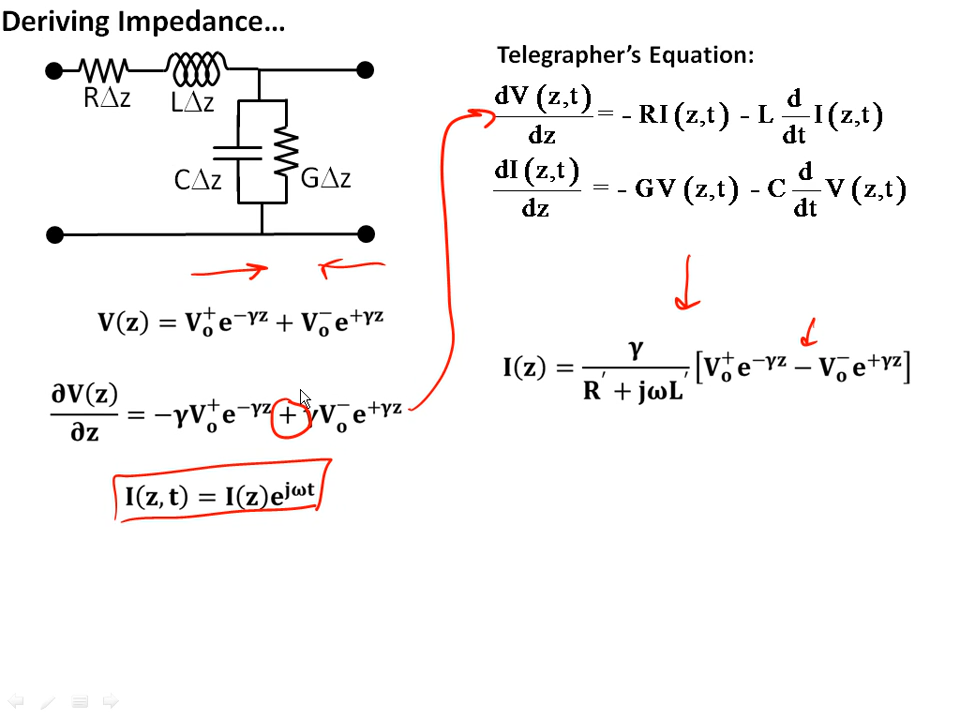 Deriving Impedance…
RΔz
LΔz
CΔz
GΔz
V(z) = V₀⁺e^−γz + V₀⁻e^+γz
∂V(z)/∂z = −γV₀⁺e^−γz + γV₀⁻e^+γz
I(z, t) = I(z)e^jωt
Telegrapher’s Equation:
dV(z,t)/dz = - RI(z,t) - L d/dt I(z,t)
dI(z,t)/dz = - GV(z,t) - C d/dt V(z,t)
I(z) = γ/(R′ + jωL′) [V₀⁺e^−γz − V₀⁻e^+γz]